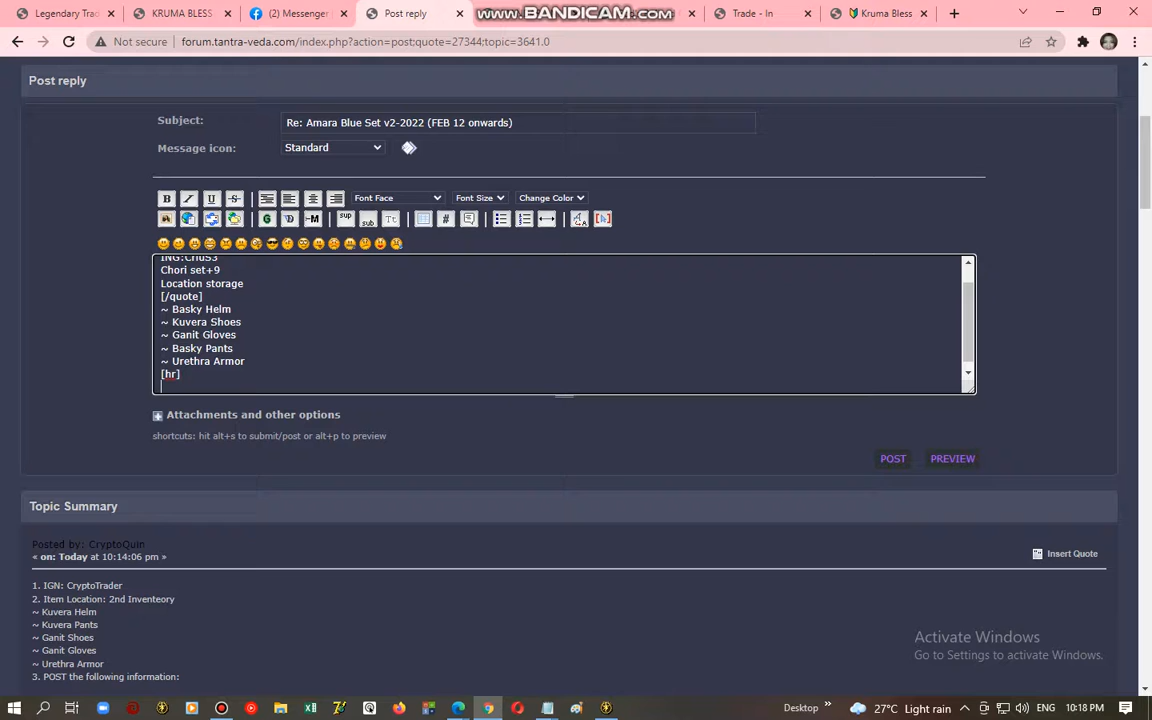 Legendary Trad
KRUMA BLESS
(2) Messenger
Post reply
WWW.BANDICAM.COM
Trade - In
Kruma Bless
Not secure
forum.tantra-veda.com/index.php?action=post;quote=27344;topic=3641.0
Post reply
Subject:
Re: Amara Blue Set v2-2022 (FEB 12 onwards)
Message icon:
Standard
B I U S
Font Face
Font Size
Change Color
G M sup sub Tt #
ING:ChuS3
Chori set+9
Location storage
[/quote]
~ Basky Helm
~ Kuvera Shoes
~ Ganit Gloves
~ Basky Pants
~ Urethra Armor
[hr]
Attachments and other options
shortcuts: hit alt+s to submit/post or alt+p to preview
POST
PREVIEW
Topic Summary
Posted by: CryptoQuin
« on: Today at 10:14:06 pm »
Insert Quote
1. IGN: CryptoTrader
2. Item Location: 2nd Inventeory
~ Kuvera Helm
~ Kuvera Pants
~ Ganit Shoes
~ Ganit Gloves
~ Urethra Armor
3. POST the following information:
Activate Windows
Go to Settings to activate Windows.
Desktop
27°C Light rain
ENG
10:18 PM